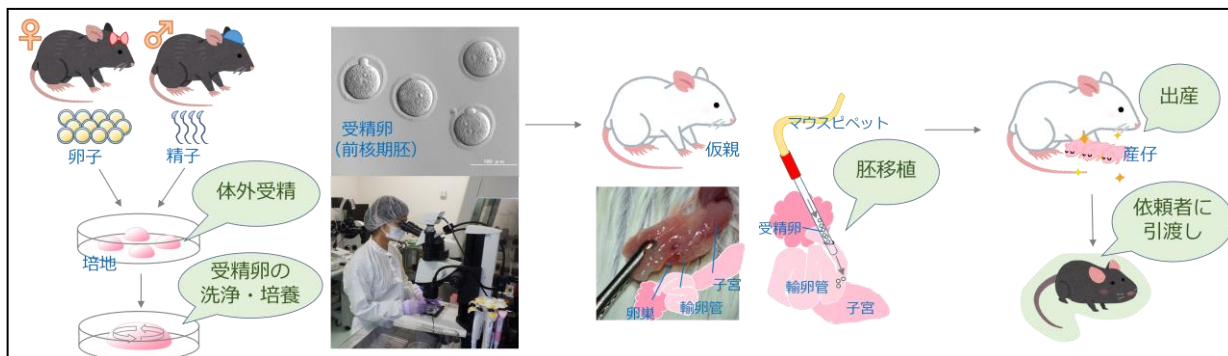 卵子
精子
体外受精
培地
受精卵の
洗浄・培養
受精卵
(前核期胚)
100 μm
仮親
卵巣
輸卵管
子宮
マウスピペット
胚移植
受精卵
輸卵管
子宮
出産
産仔
依頼者に
引渡し